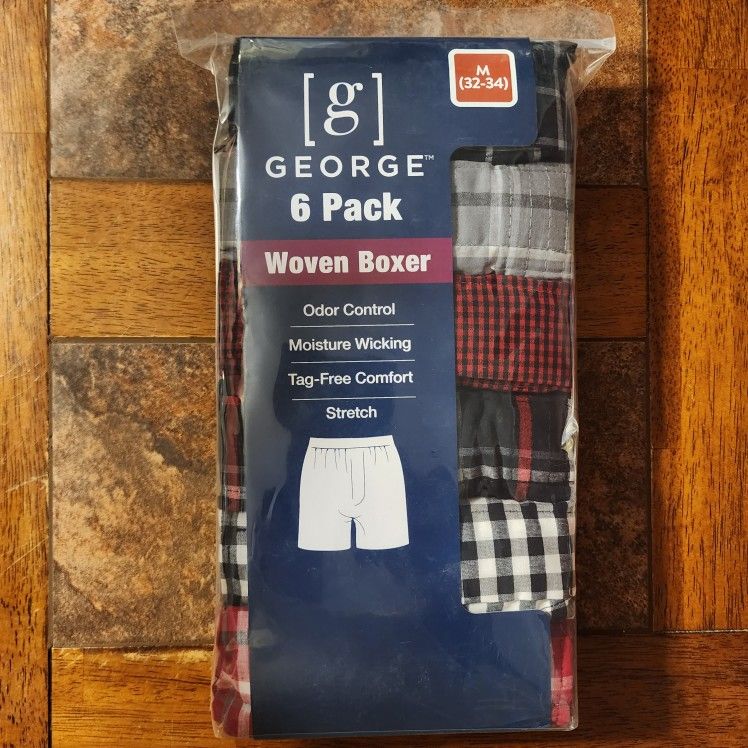 [g]
GEORGE™
M
(32-34)
6 Pack
Woven Boxer
Odor Control
Moisture Wicking
Tag-Free Comfort
Stretch